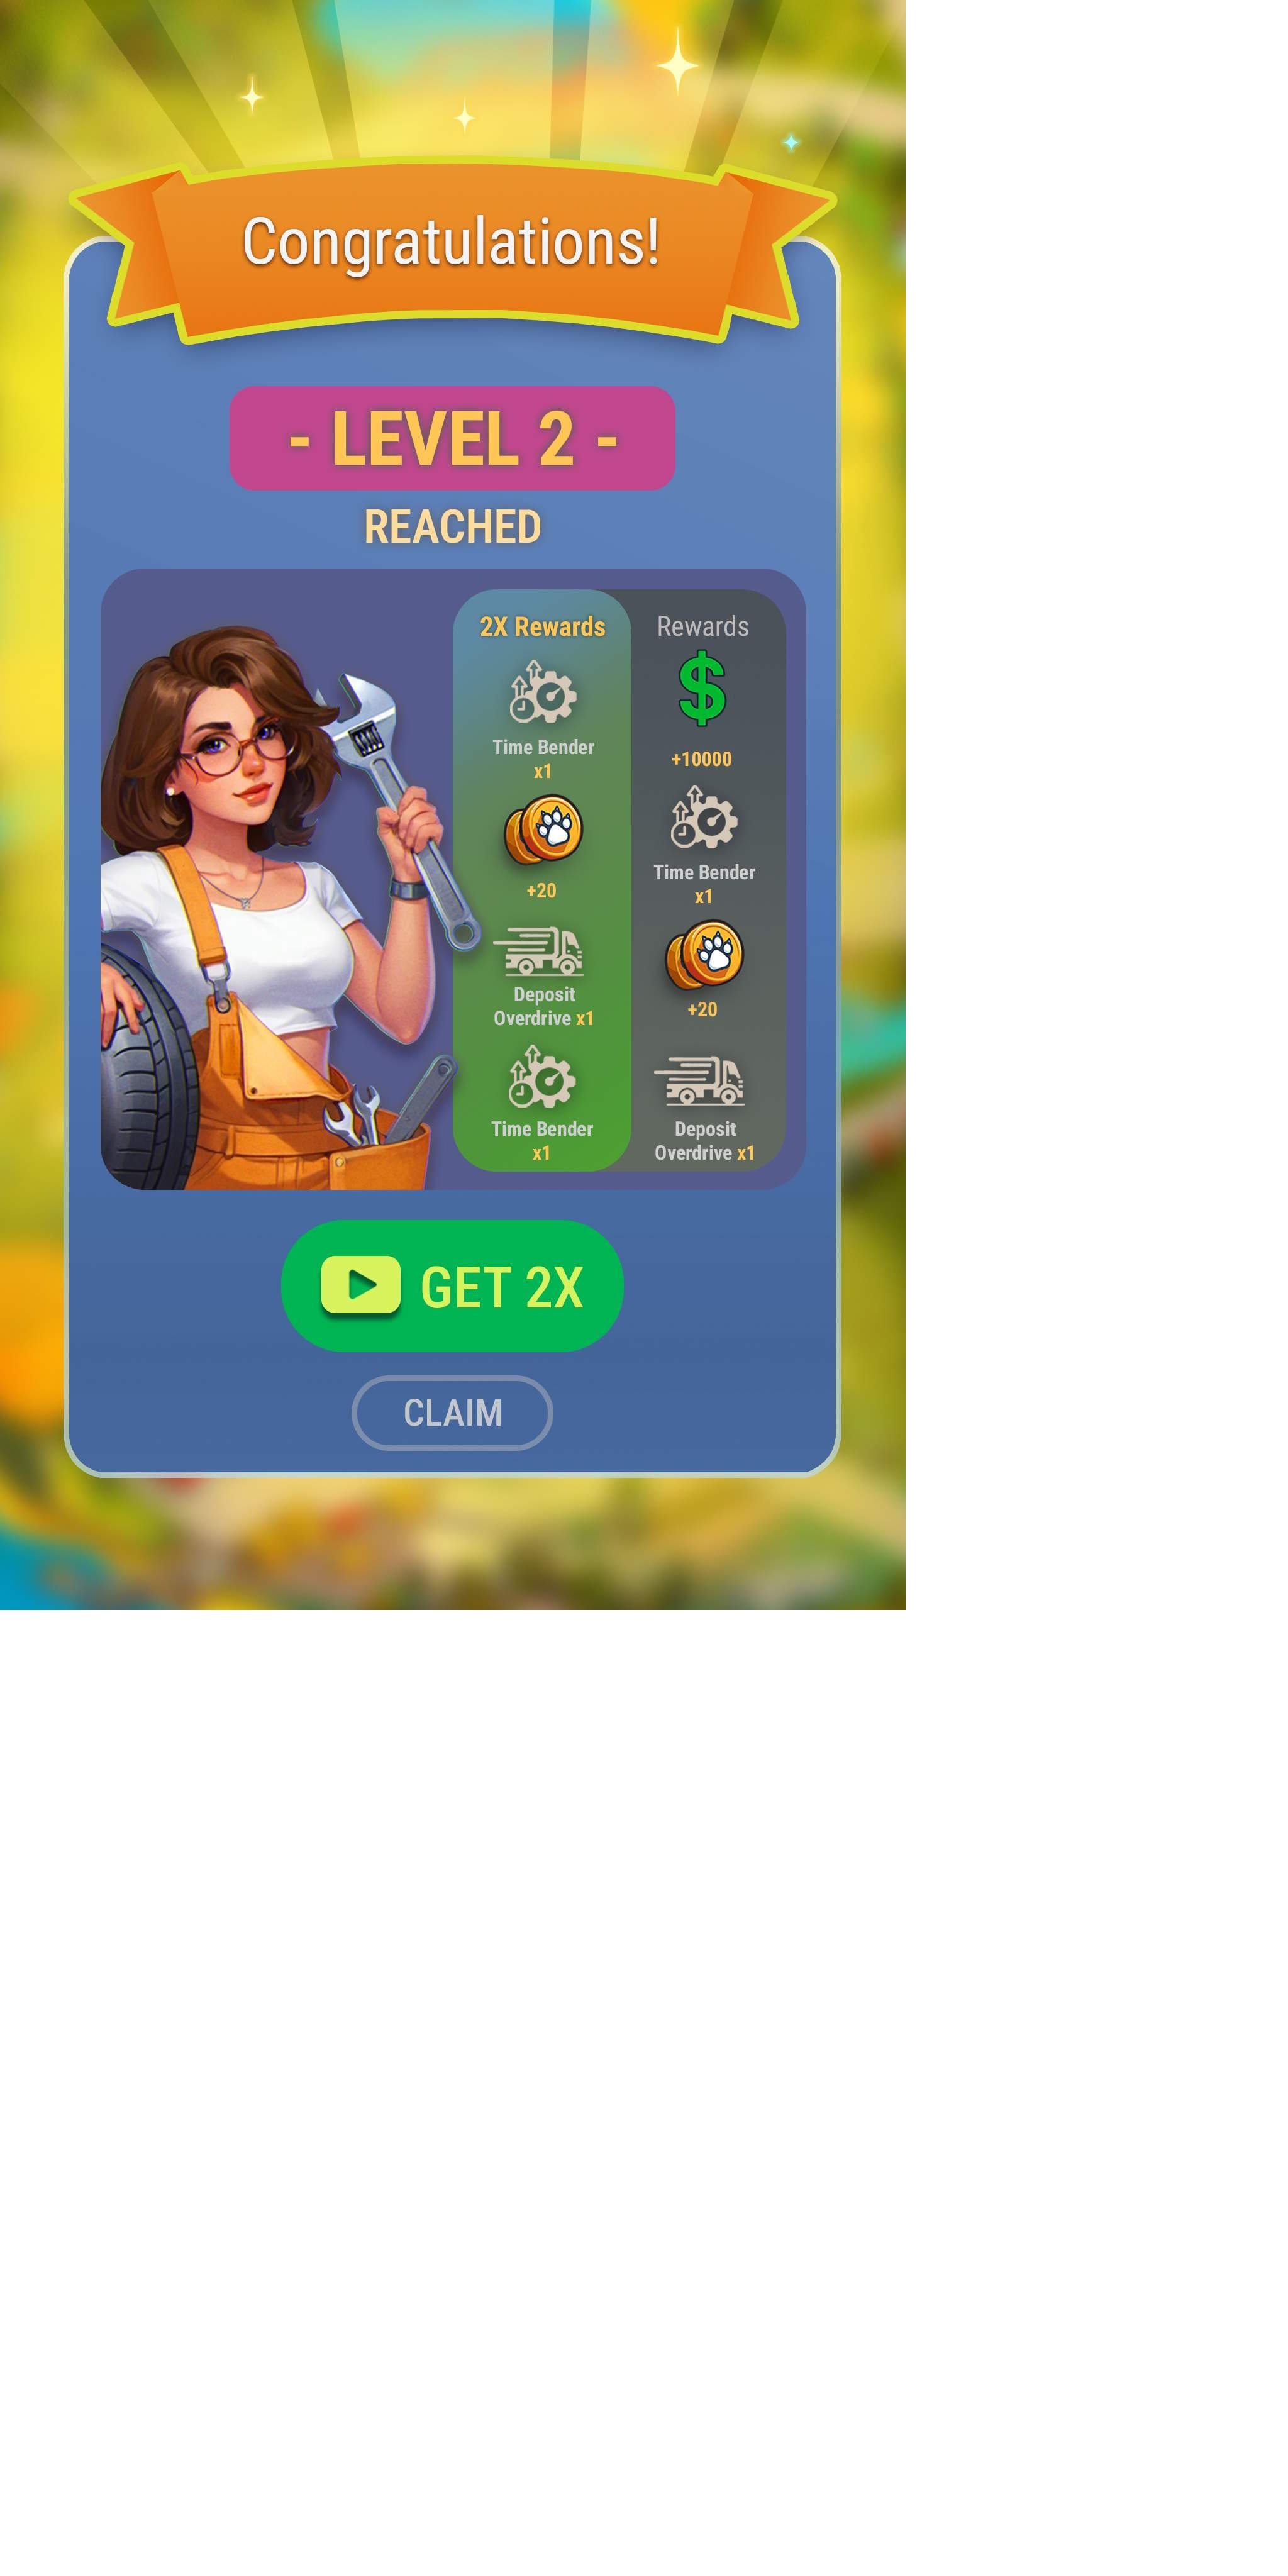 Congratulations!
- LEVEL 2 -
REACHED
2X Rewards
Time Bender
x1
+20
Deposit
Overdrive x1
Time Bender
x1
Rewards
$
+10000
Time Bender
x1
+20
Deposit
Overdrive x1
GET 2X
CLAIM